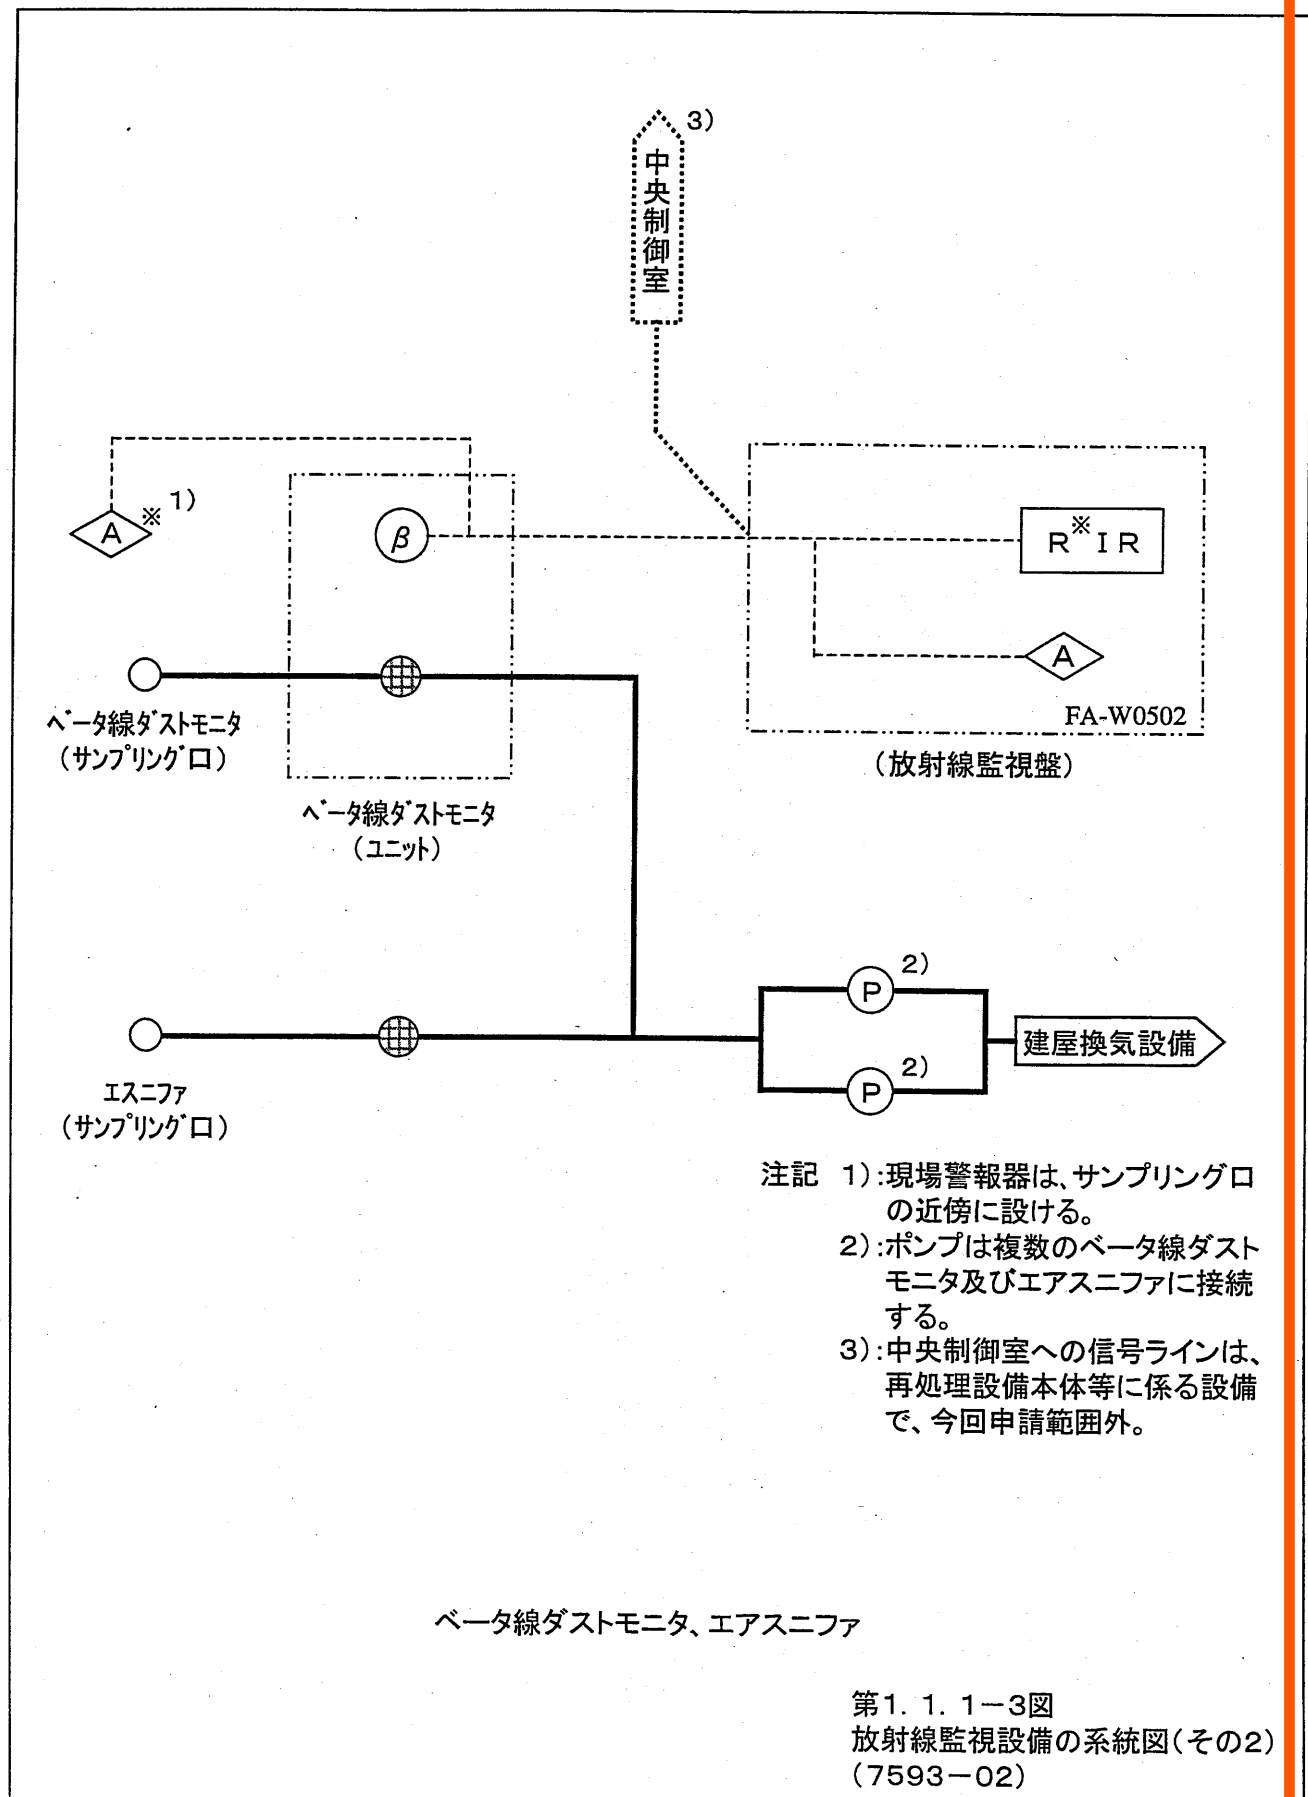 3)
中央制御室
1)
A※
β
R※IR
A
FA-W0502
(放射線監視盤)
ベータ線ダストモニタ
(サンプリング口)
ベータ線ダストモニタ
(ユニット)
P 2)
P 2)
建屋換気設備
エスニファ
(サンプリング口)
注記 1):現場警報器は、サンプリング口
の近傍に設ける。
2):ポンプは複数のベータ線ダスト
モニタ及びエアスニファに接続
する。
3):中央制御室への信号ラインは、
再処理設備本体等に係る設備
で、今回申請範囲外。
ベータ線ダストモニタ、エアスニファ
第1.1.1-3図
放射線監視設備の系統図(その2)
(7593-02)